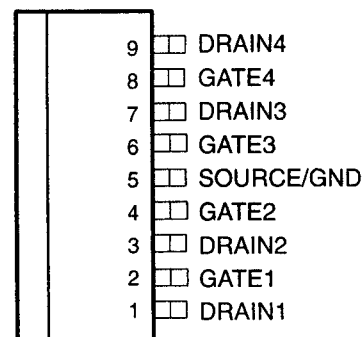 9 DRAIN4
8 GATE4
7 DRAIN3
6 GATE3
5 SOURCE/GND
4 GATE2
3 DRAIN2
2 GATE1
1 DRAIN1